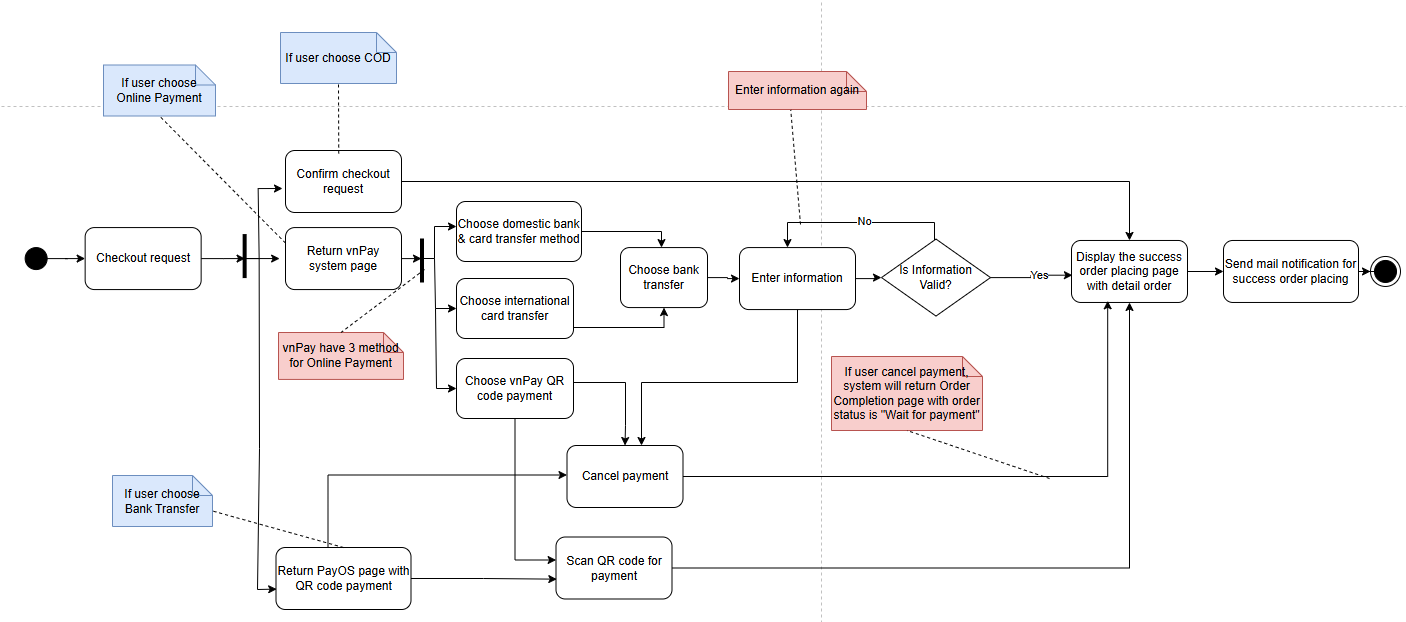 If user choose COD
If user choose
Online Payment
Enter information again
Confirm checkout
request
Checkout request
Return vnPay
system page
Choose domestic bank
& card transfer method
Choose bank
transfer
Choose international
card transfer
Enter information
No
Is Information
Valid?
Yes
Display the success
order placing page
with detail order
Send mail notification for
success order placing
vnPay have 3 method
for Online Payment
Choose vnPay QR
code payment
If user cancel payment,
system will return Order
Completion page with order
status is "Wait for payment"
Cancel payment
If user choose
Bank Transfer
Return PayOS page with
QR code payment
Scan QR code for
payment